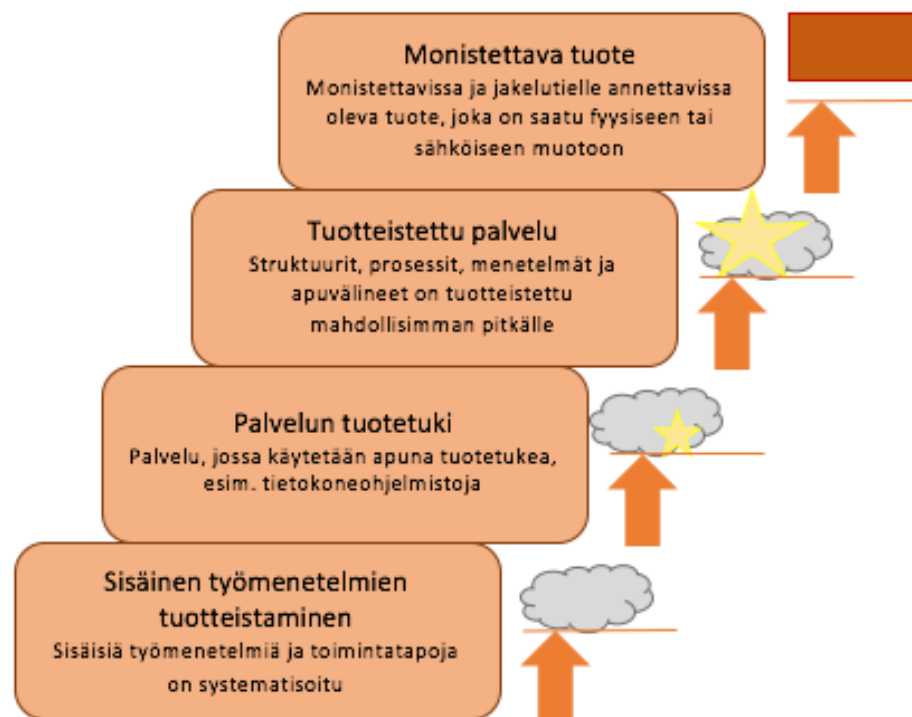 Monistettava tuote
Monistettavissa ja jakelutielle annettavissa
oleva tuote, joka on saatu fyysiseen tai
sähköiseen muotoon
Tuotteistettu palvelu
Struktuurit, prosessit, menetelmät ja
apuvälineet on tuotteistettu
mahdollisimman pitkälle
Palvelun tuotetuki
Palvelu, jossa käytetään apuna tuotetukea,
esim. tietokoneohjelmistoja
Sisäinen työmenetelmien
tuotteistaminen
Sisäisiä työmenetelmiä ja toimintatapoja
on systematisoitu